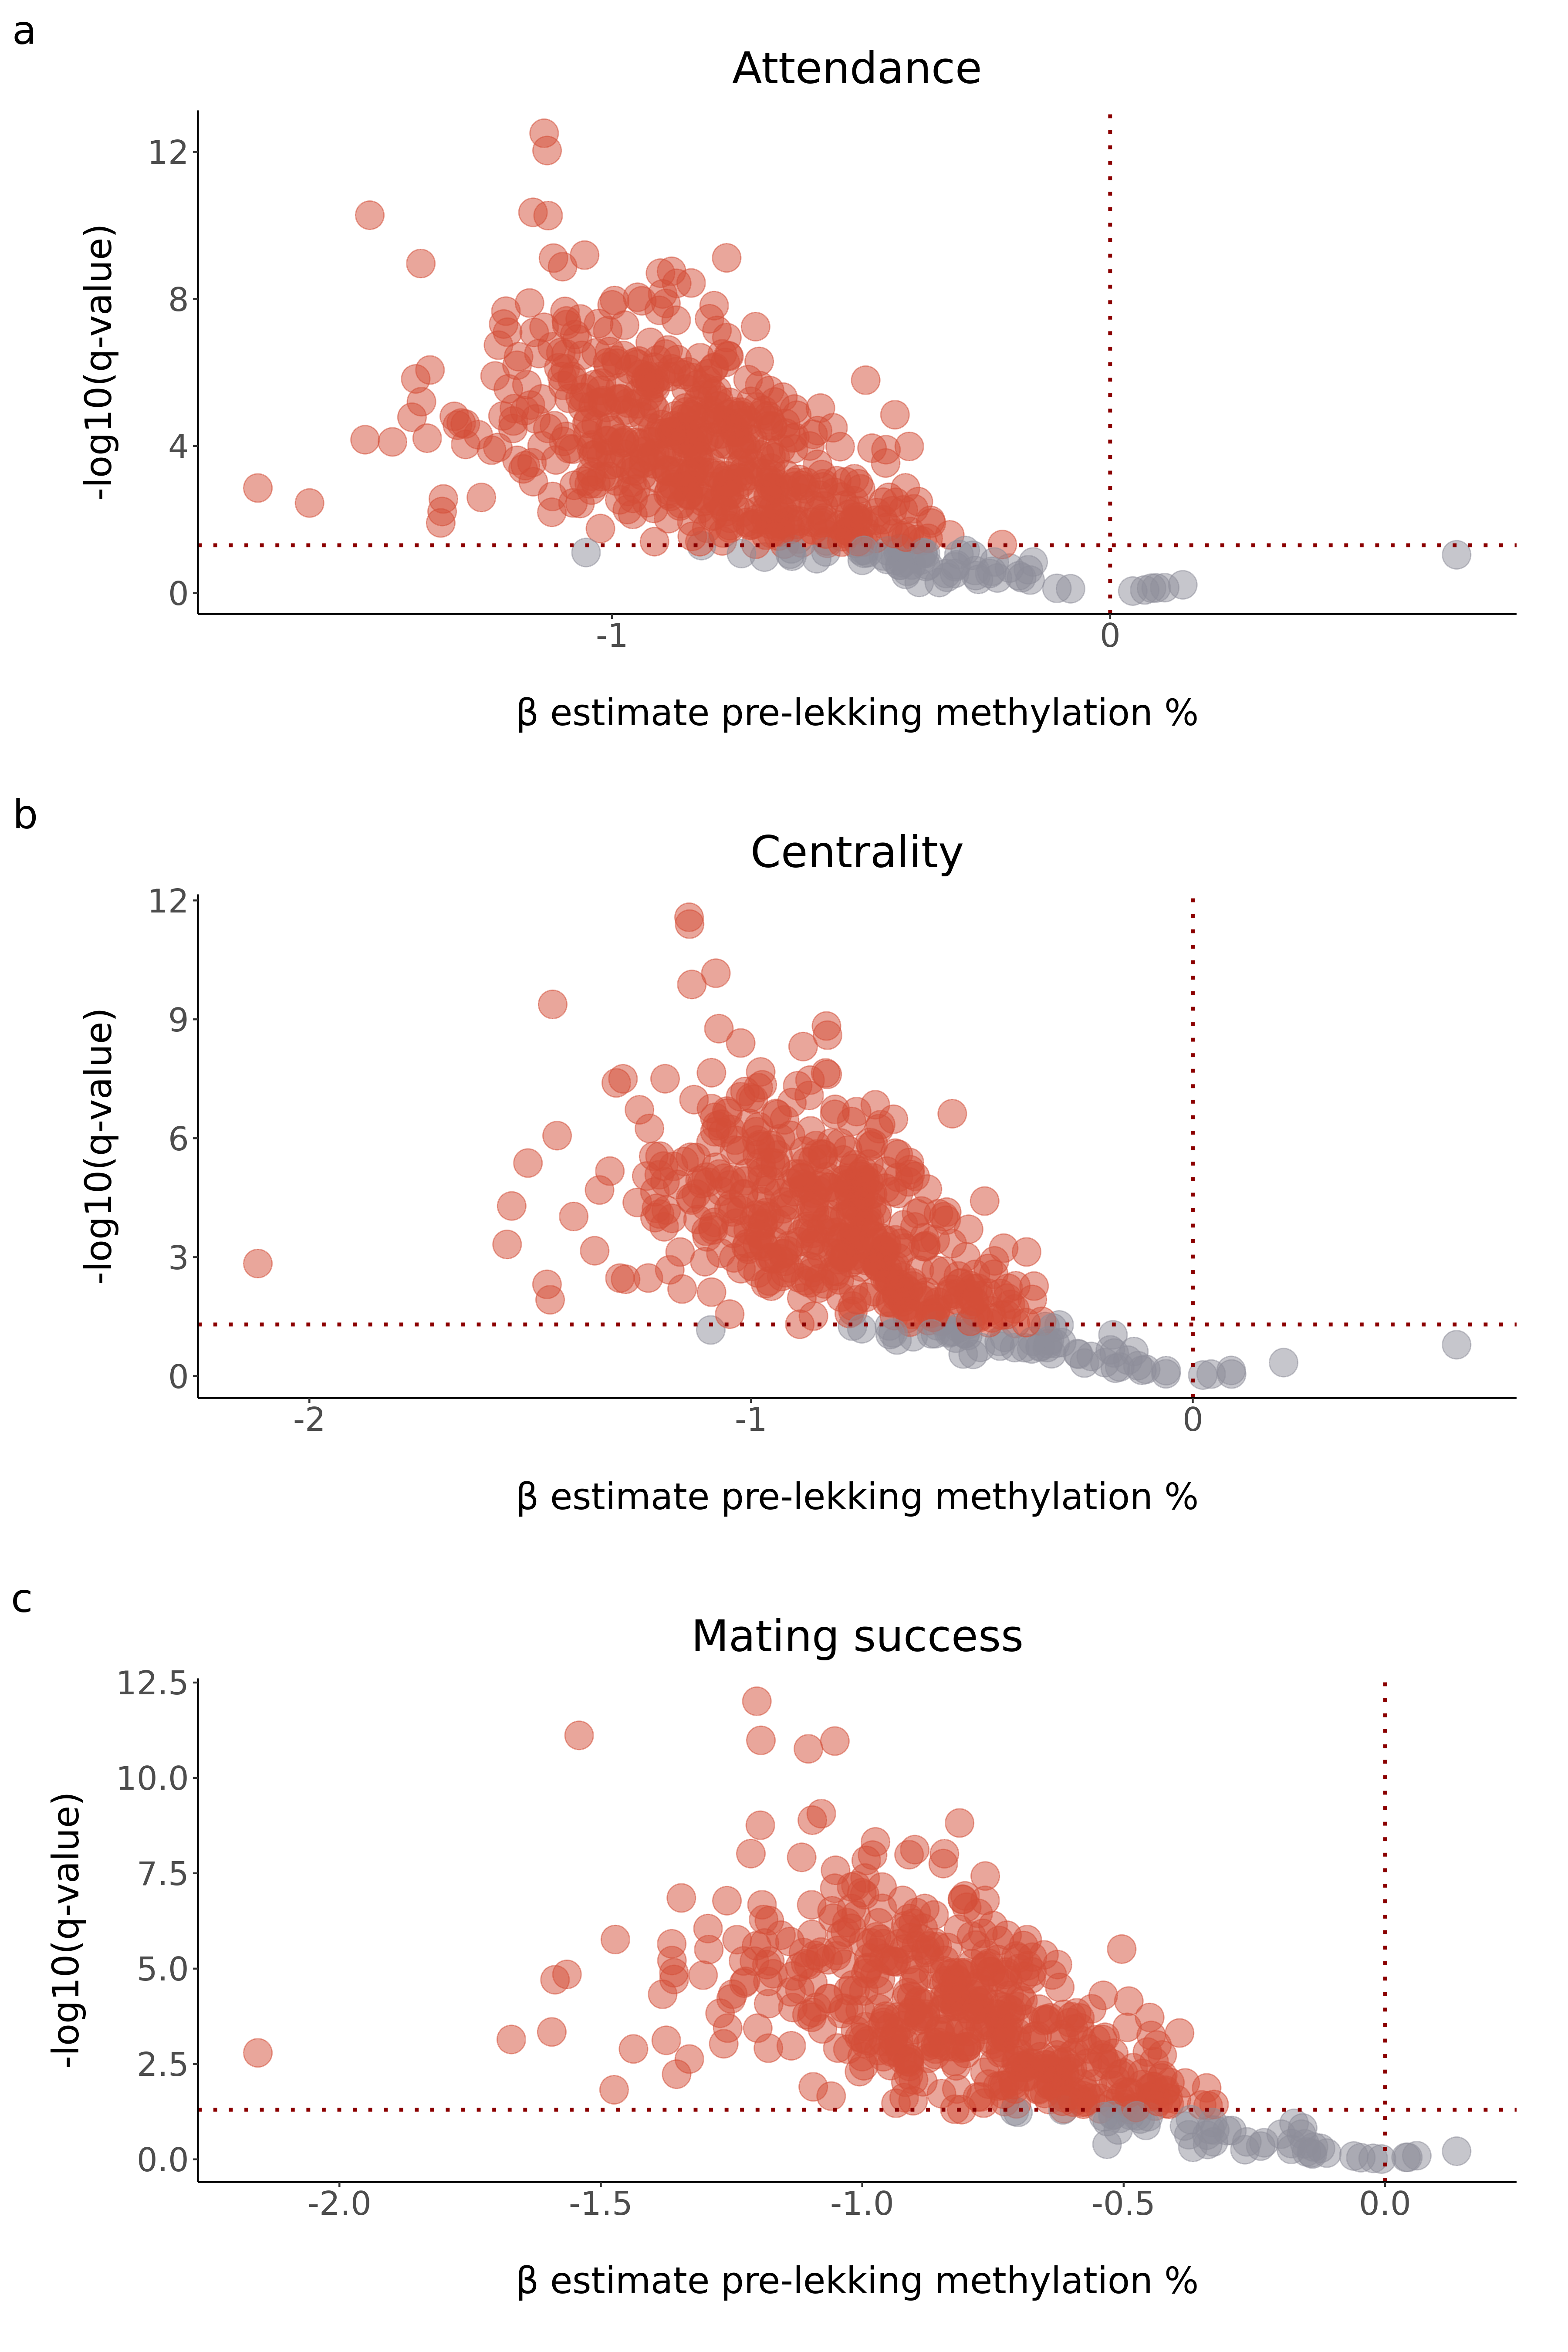 a
Attendance
12
8
4
0
-log10(q-value)
-1
0
β estimate pre-lekking methylation %
b
Centrality
12
9
6
3
0
-log10(q-value)
-2
-1
0
β estimate pre-lekking methylation %
c
Mating success
12.5
10.0
7.5
5.0
2.5
0.0
-log10(q-value)
-2.0
-1.5
-1.0
-0.5
0.0
β estimate pre-lekking methylation %